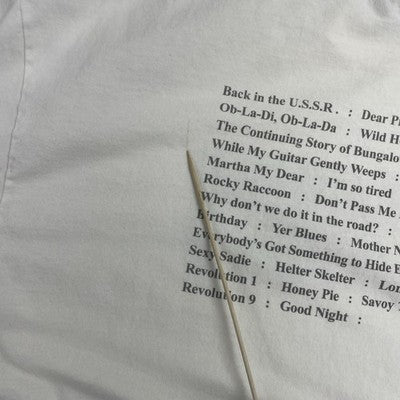 Back in the U.S.S.R. : Dear
Ob-La-Di, Ob-La-Da : Wild
The Continuing Story of
While My Guitar Gently Weeps :
Martha My Dear : I'm so tired
Rocky Raccoon : Don't Pass Me
Why don't we do it in the road? :
Birthday : Yer Blues : Mother
Everybody's Got Something to Hide
Sexy Sadie : Helter Skelter :
Revolution 1 : Honey Pie : Savoy
Revolution 9 : Good Night :